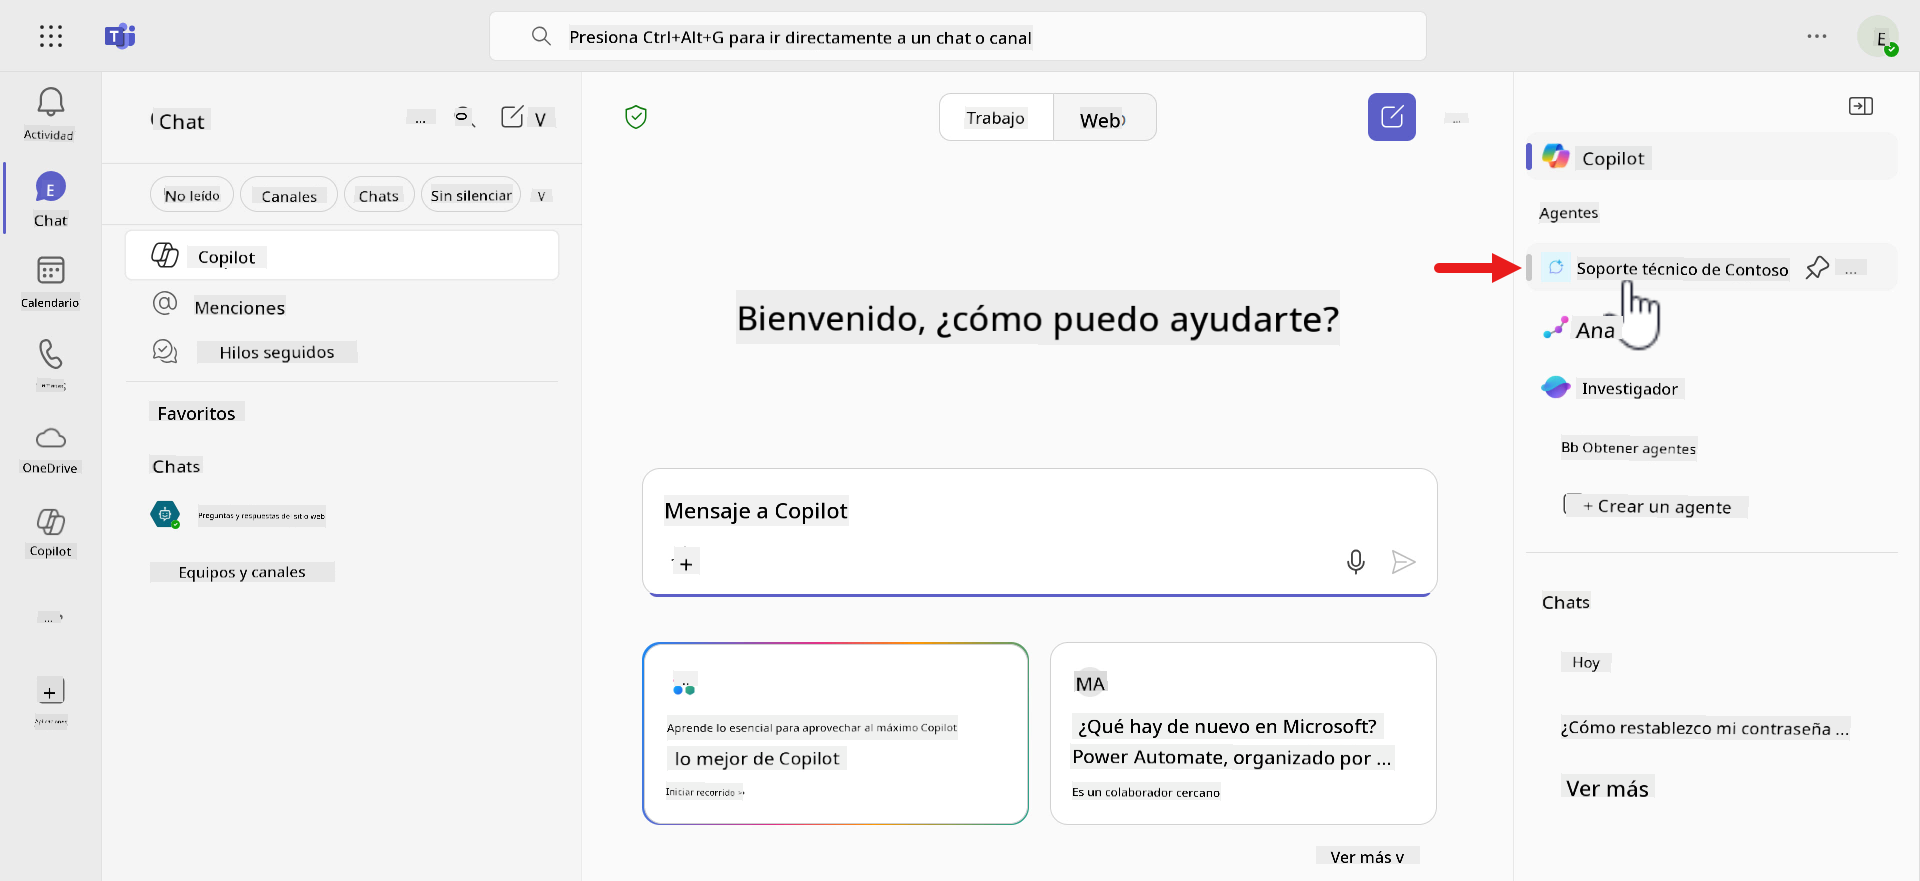 Presiona Ctrl+Alt+G para ir directamente a un chat o canal
...
E
Actividad
Chat
Calendario
OneDrive
Copilot
...
+
Chat
...
V
No leído
Canales
Chats
Sin silenciar
V
Copilot
Menciones
Hilos seguidos
Favoritos
Chats
Preguntas y respuestas del sitio web
Equipos y canales
Trabajo
Web
...
Bienvenido, ¿cómo puedo ayudarte?
Mensaje a Copilot
+
Aprende lo esencial para aprovechar al máximo Copilot
lo mejor de Copilot
Iniciar recorrido
MA
¿Qué hay de nuevo en Microsoft?
Power Automate, organizado por ...
Es un colaborador cercano
Ver más v
Copilot
Agentes
Soporte técnico de Contoso
...
Ana
Investigador
Bb Obtener agentes
+ Crear un agente
Chats
Hoy
¿Cómo restablezco mi contraseña ...
Ver más